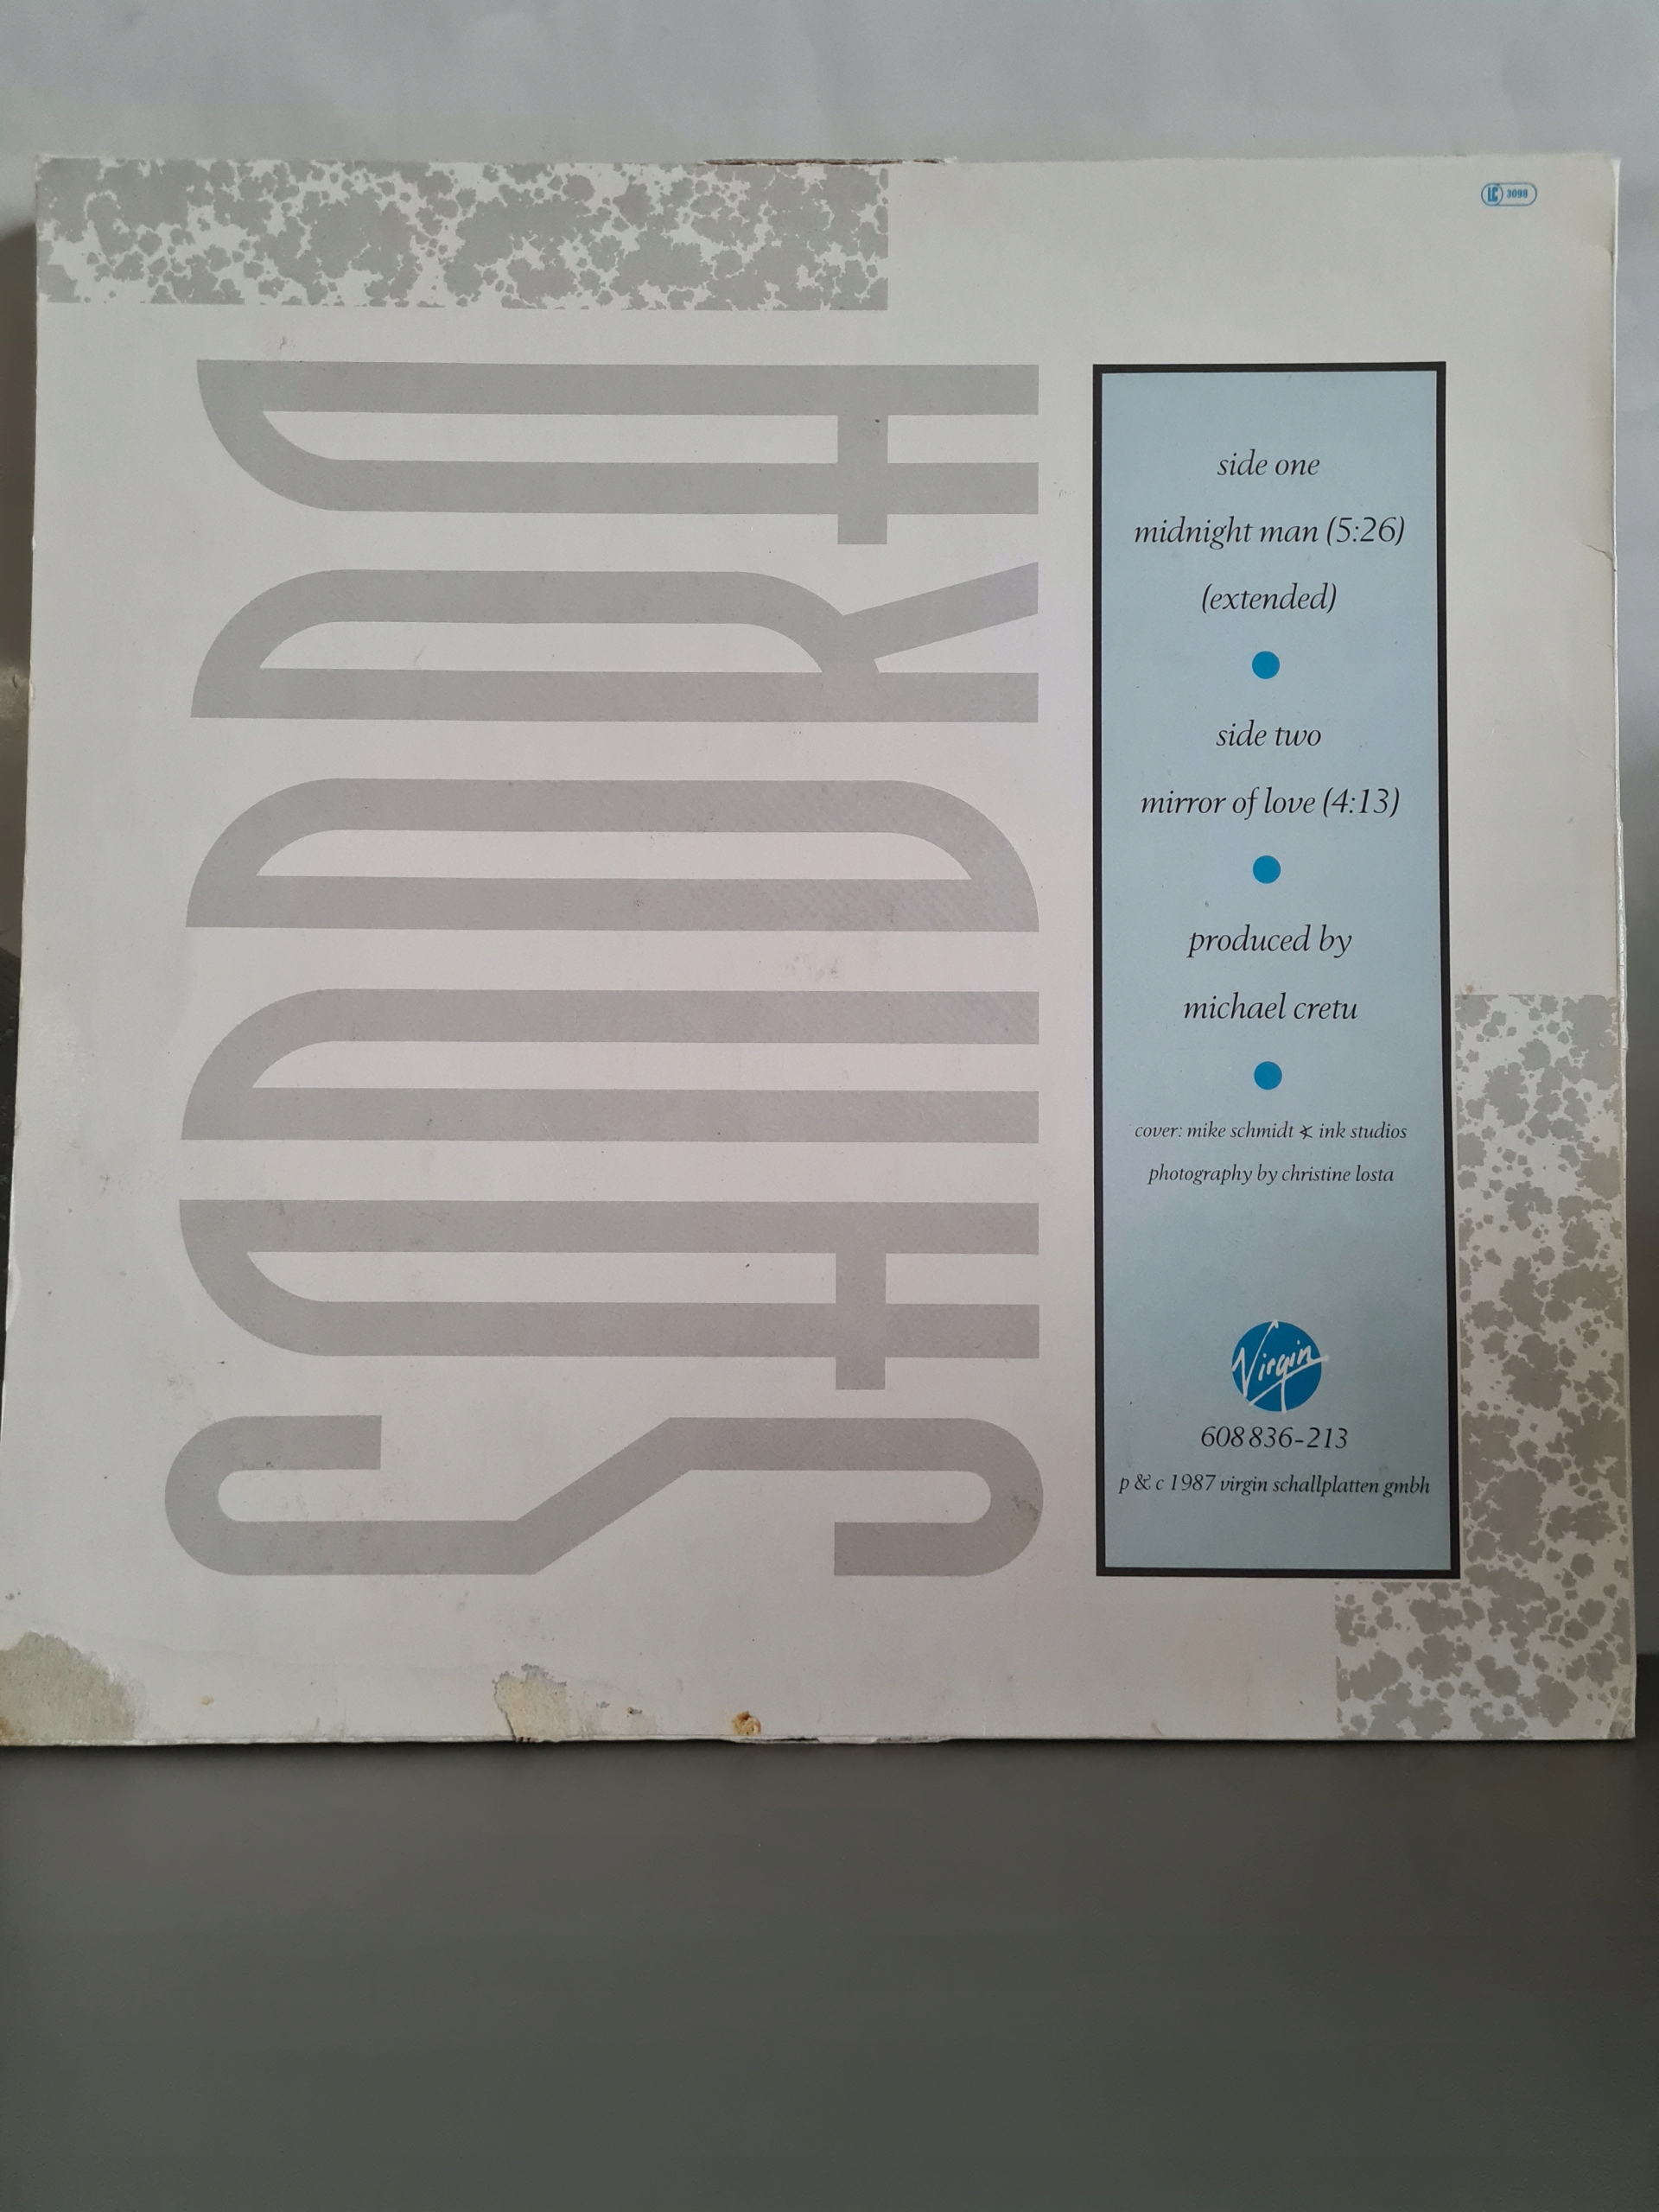 LC 3098
SANDRA
side one
midnight man (5:26)
(extended)
side two
mirror of love (4:13)
produced by
michael cretu
cover: mike schmidt ∢ ink studios
photography by christine losta
Virgin
608 836-213
p & c 1987 virgin schallplatten gmbh